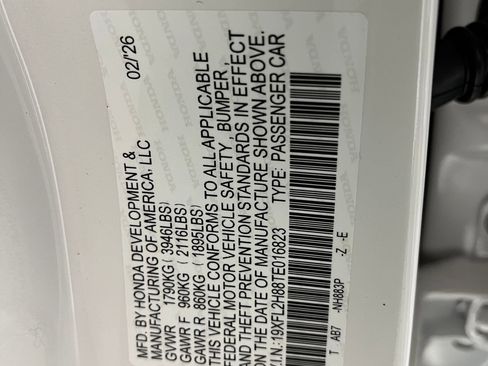 MFD. BY HONDA DEVELOPMENT & 02/'26
MANUFACTURING OF AMERICA, LLC
GVWR 1790KG (3946LBS)
GAWR F 960KG (2116LBS)
GAWR R 860KG (1895LBS)
THIS VEHICLE CONFORMS TO ALL APPLICABLE
FEDERAL MOTOR VEHICLE SAFETY, BUMPER,
AND THEFT PREVENTION STANDARDS IN EFFECT
ON THE DATE OF MANUFACTURE SHOWN ABOVE.
V.I.N.:19XFL2H88TE016823 TYPE: PASSENGER CAR
T AB7 -NH883P -Z -E